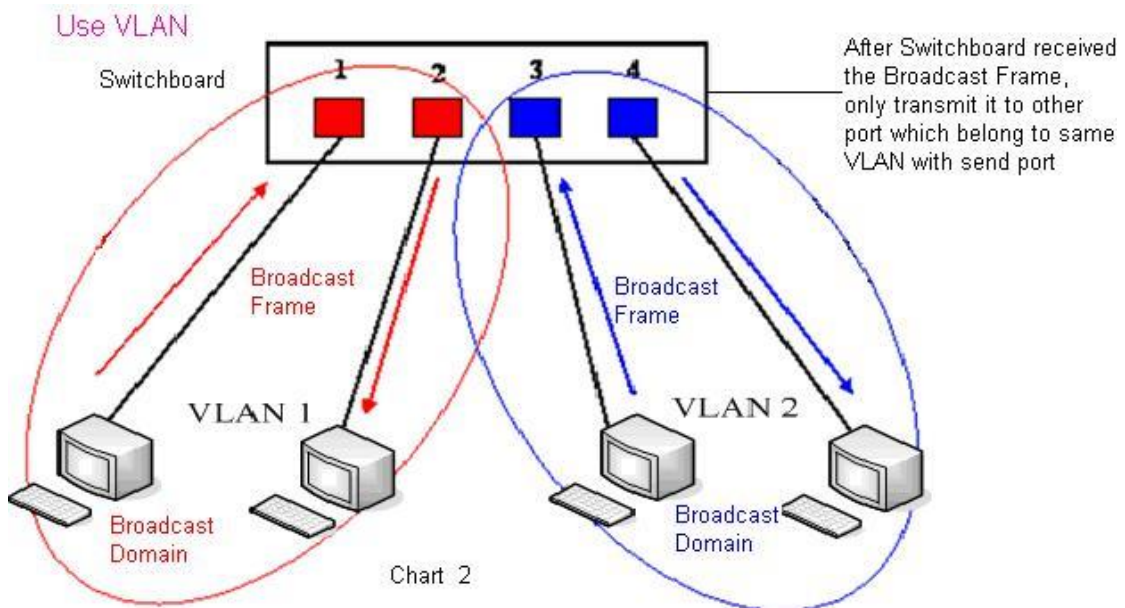 Use VLAN
Switchboard
1 2 3 4
After Switchboard received
the Broadcast Frame,
only transmit it to other
port which belong to same
VLAN with send port
Broadcast
Frame
Broadcast
Frame
VLAN 1
VLAN 2
Broadcast
Domain
Broadcast
Domain
Chart 2